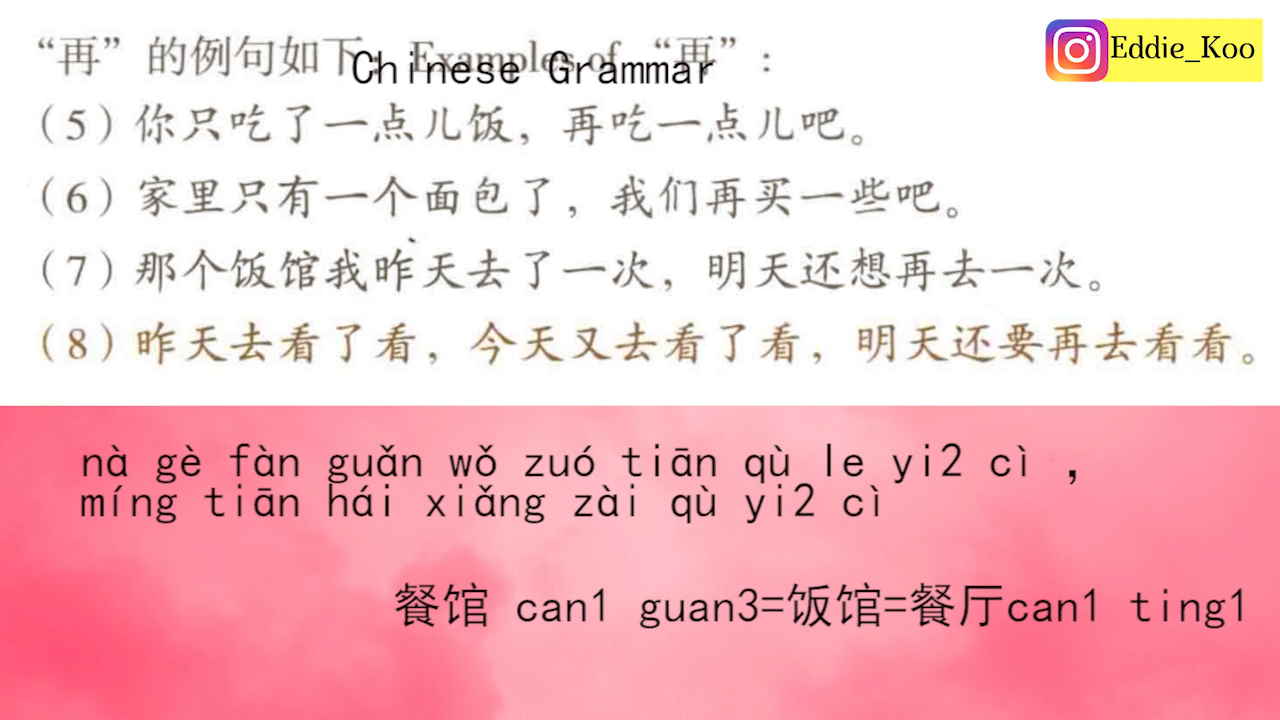 “再”的例句如下：Examples of “再”：
Chinese Grammar
Eddie_Koo
（5）你只吃了一点儿饭，再吃一点儿吧。
（6）家里只有一个面包了，我们再买一些吧。
（7）那个饭馆我昨天去了一次，明天还想再去一次。
（8）昨天去看了看，今天又去看了看，明天还要再去看看。
nà gè fàn guǎn wǒ zuó tiān qù le yi2 cì ，
míng tiān hái xiǎng zài qù yi2 cì
餐馆 can1 guan3=饭馆=餐厅can1 ting1